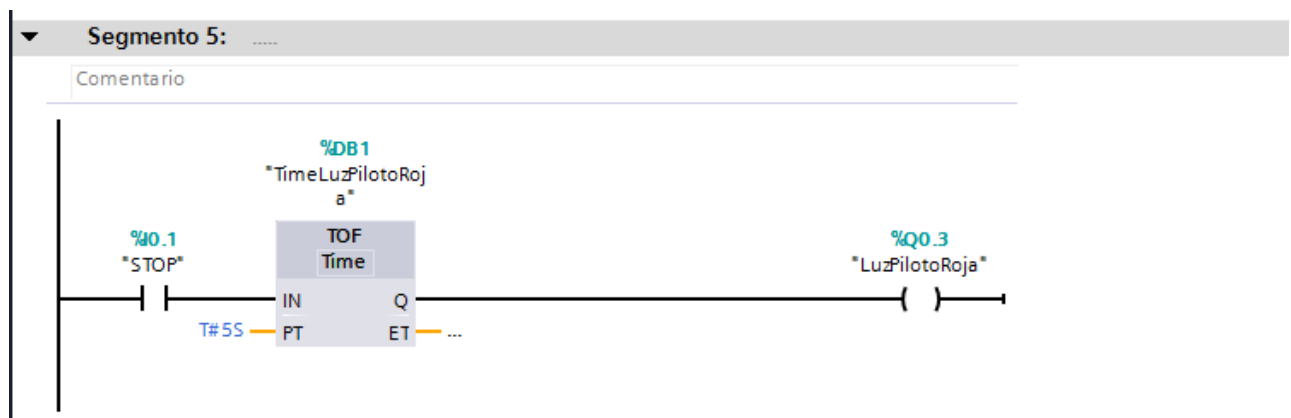 Segmento 5: .....
Comentario
%DB1
"TimeLuzPilotoRoj
a"
%I0.1
"STOP"
TOF
Time
%Q0.3
"LuzPilotoRoja"
IN Q
T#5S PT ET ...